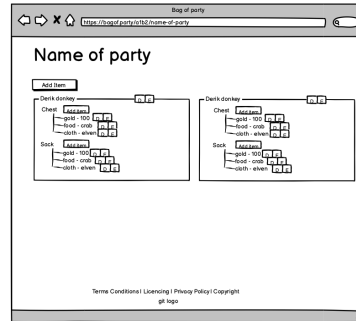 Bag of party
https://bagof.party/afb2/name-of-party
Name of party
Add Item
Derik donkey D E
Chest Add Item
gold - 100 D E
food - crab D E
cloth - elven D E
Sack Add Item
gold - 100 D E
food - crab D E
cloth - elven D E
Derik donkey D E
Chest Add Item
gold - 100 D E
food - crab D E
cloth - elven D E
Sack Add Item
gold - 100 D E
food - crab D E
cloth - elven D E
Terms Conditions | Licencing | Privacy Policy | Copyright
git logo